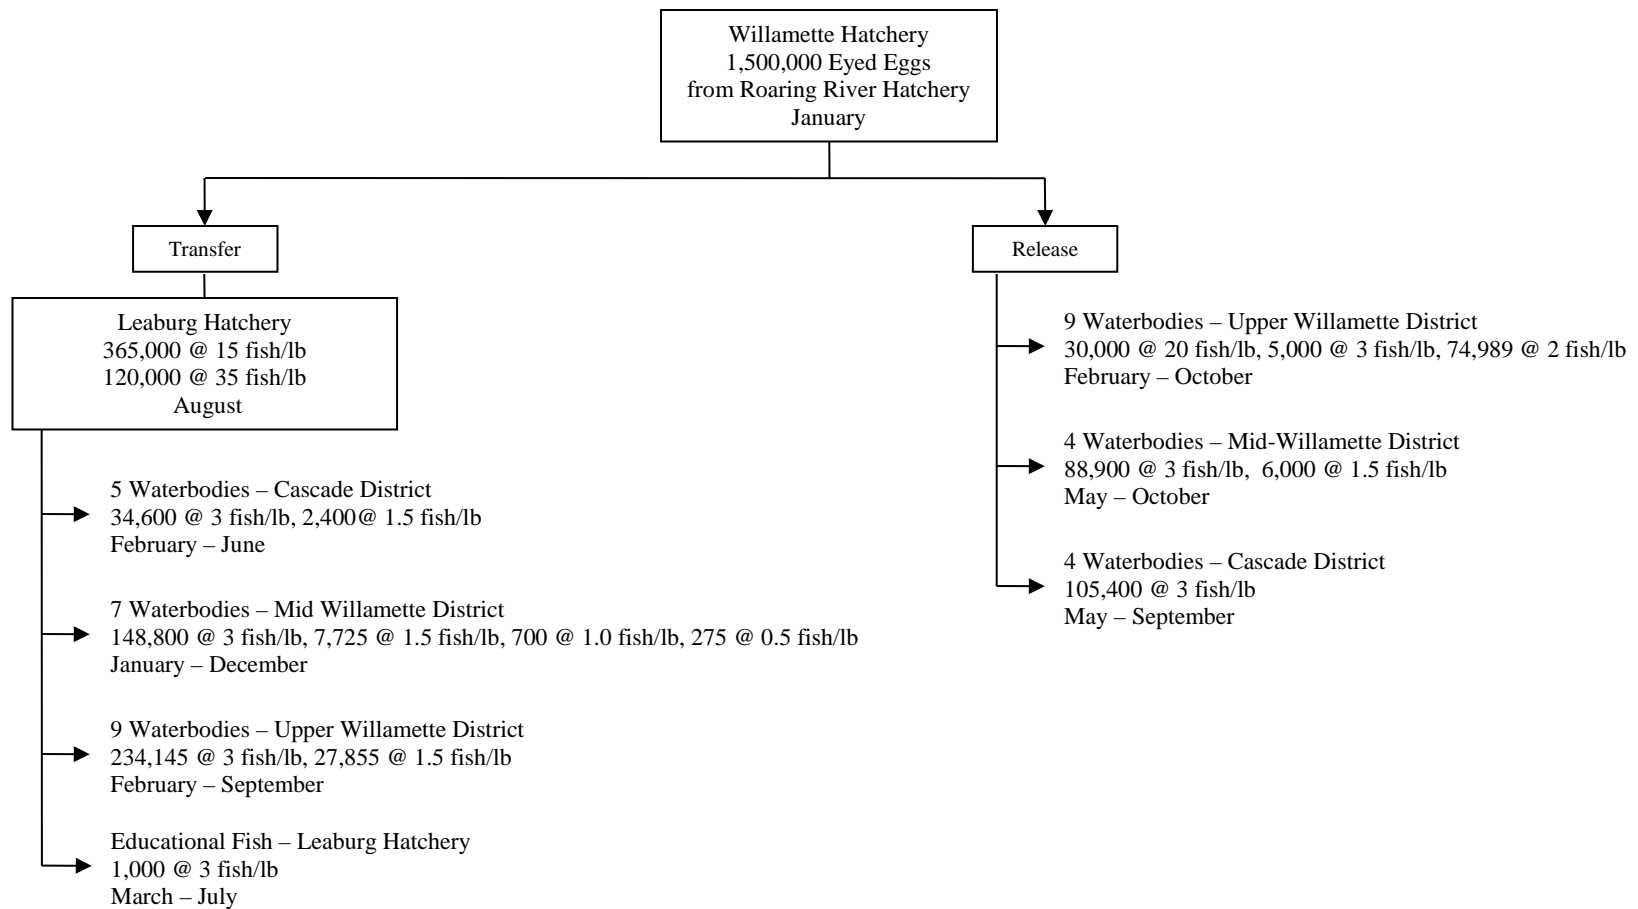 Willamette Hatchery
1,500,000 Eyed Eggs
from Roaring River Hatchery
January
Transfer
Release
Leaburg Hatchery
365,000 @ 15 fish/lb
120,000 @ 35 fish/lb
August
5 Waterbodies – Cascade District
34,600 @ 3 fish/lb, 2,400@ 1.5 fish/lb
February – June
7 Waterbodies – Mid Willamette District
148,800 @ 3 fish/lb, 7,725 @ 1.5 fish/lb, 700 @ 1.0 fish/lb, 275 @ 0.5 fish/lb
January – December
9 Waterbodies – Upper Willamette District
234,145 @ 3 fish/lb, 27,855 @ 1.5 fish/lb
February – September
Educational Fish – Leaburg Hatchery
1,000 @ 3 fish/lb
March – July
9 Waterbodies – Upper Willamette District
30,000 @ 20 fish/lb, 5,000 @ 3 fish/lb, 74,989 @ 2 fish/lb
February – October
4 Waterbodies – Mid-Willamette District
88,900 @ 3 fish/lb,  6,000 @ 1.5 fish/lb
May – October
4 Waterbodies – Cascade District
105,400 @ 3 fish/lb
May – September